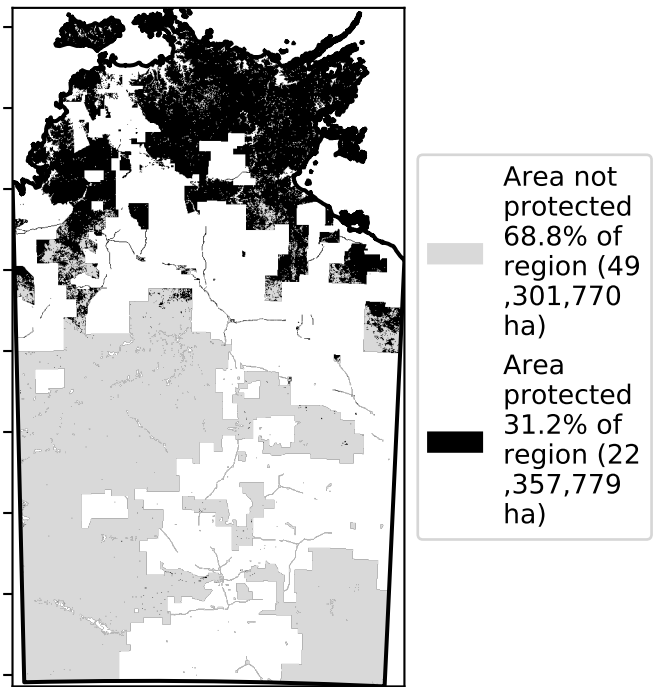 Area not
protected
68.8% of
region (49
,301,770
ha)
Area
protected
31.2% of
region (22
,357,779
ha)